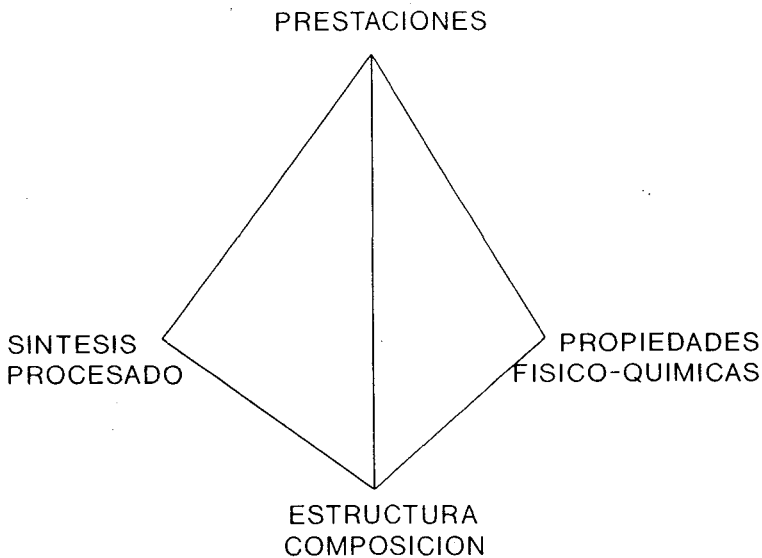 PRESTACIONES
SINTESIS
PROCESADO
PROPIEDADES
FISICO-QUIMICAS
ESTRUCTURA
COMPOSICION